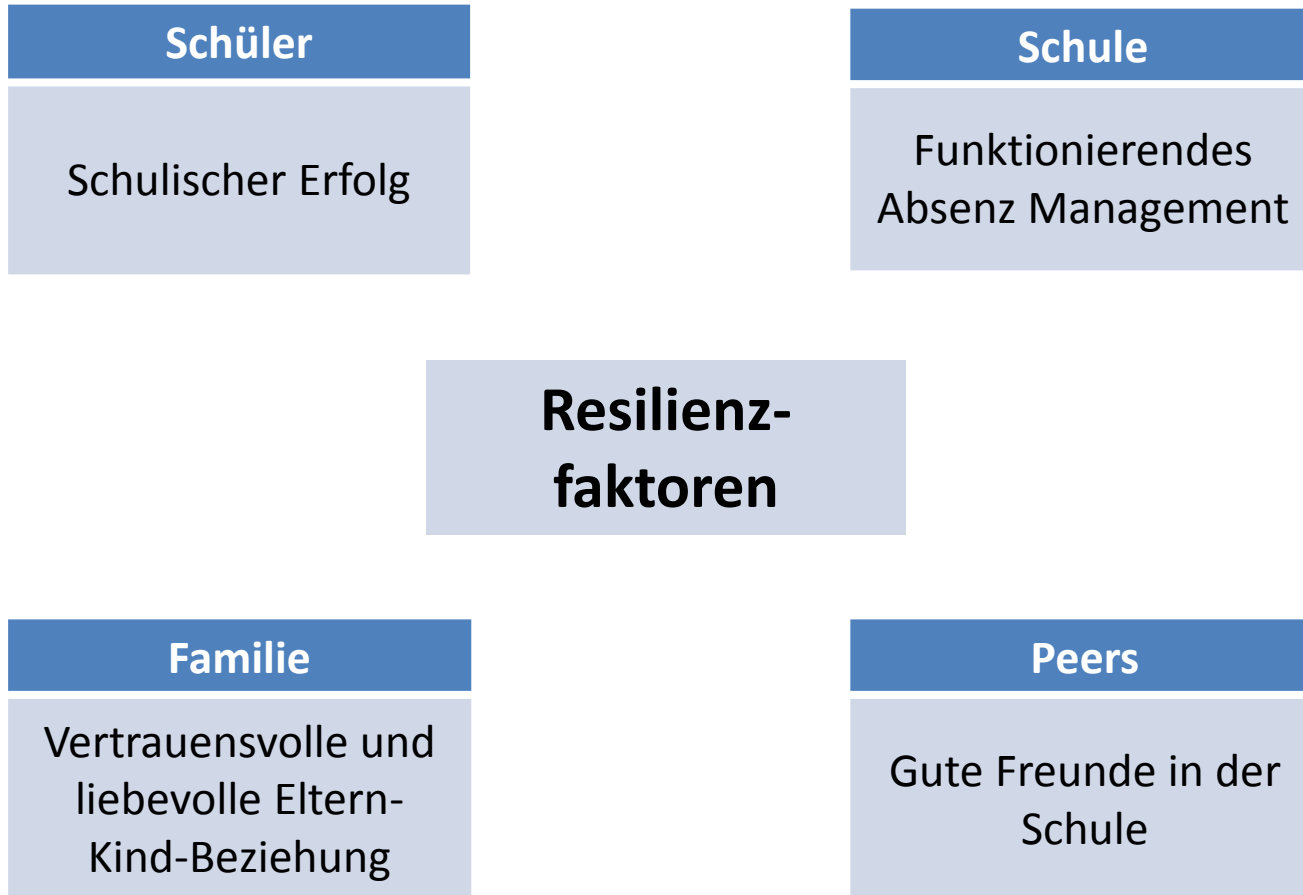 Schüler
Schulischer Erfolg
Schule
Funktionierendes
Absenz Management
Resilienz-
faktoren
Familie
Vertrauensvolle und
liebevolle Eltern-
Kind-Beziehung
Peers
Gute Freunde in der
Schule